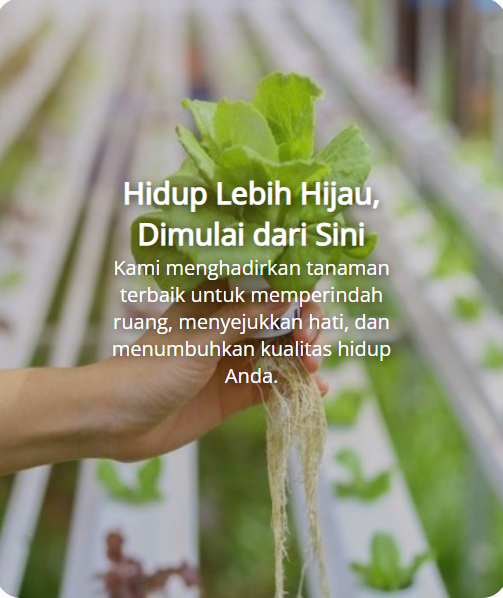 Hidup Lebih Hijau,
Dimulai dari Sini
Kami menghadirkan tanaman
terbaik untuk memperindah
ruang, menyejukkan hati, dan
menumbuhkan kualitas hidup
Anda.